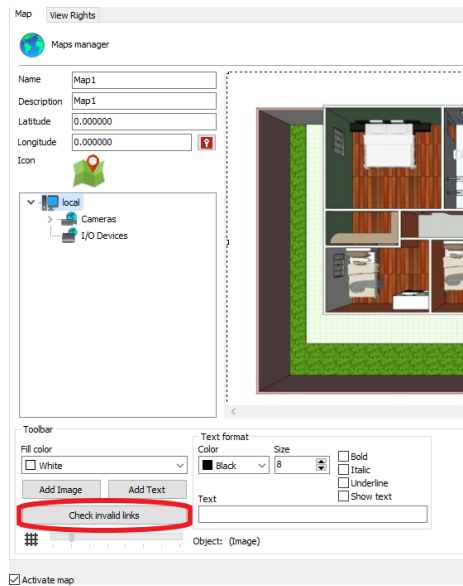 Map View Rights
Maps manager
Name Map1
Description Map1
Latitude 0.000000
Longitude 0.000000
Icon
local
Cameras
I/O Devices
Toolbar
Fill color
White
Add Image Add Text
Check invalid links
Text format
Color Size
Black 8
Bold
Italic
Underline
Show text
Text
Object: (Image)
Activate map